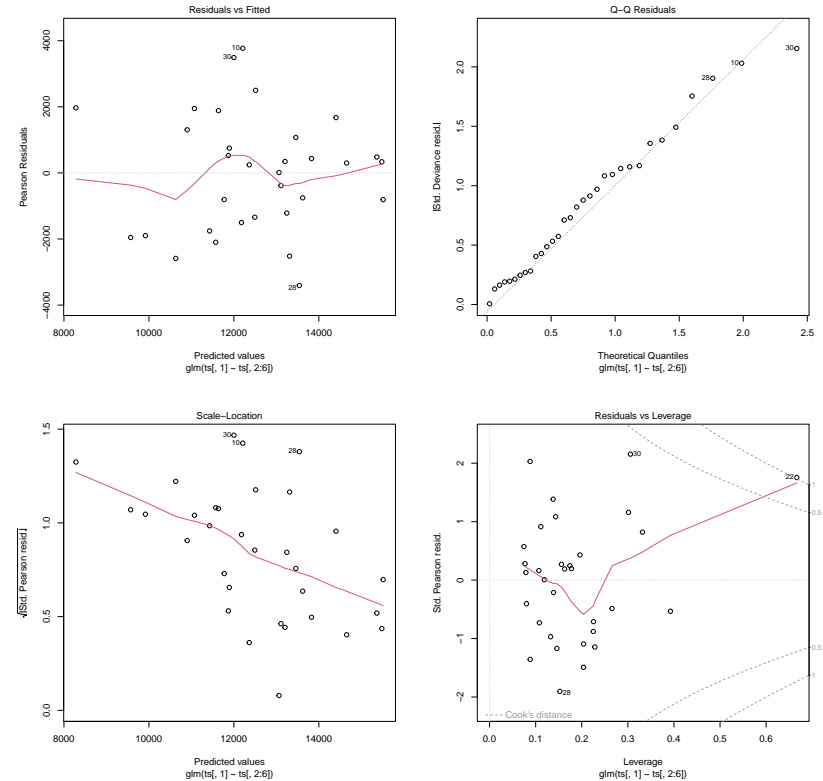 Residuals vs Fitted
Pearson Residuals
4000
2000
0
−2000
−4000
10
30
28
8000 10000 12000 14000
Predicted values
glm(ts[, 1] ~ ts[, 2:6])
Q−Q Residuals
|Std. Deviance resid.|
2.0
1.5
1.0
0.5
0.0
30
10
28
0.0 0.5 1.0 1.5 2.0 2.5
Theoretical Quantiles
glm(ts[, 1] ~ ts[, 2:6])
Scale−Location
√|Std. Pearson resid.|
1.5
1.0
0.5
0.0
30
10
28
8000 10000 12000 14000
Predicted values
glm(ts[, 1] ~ ts[, 2:6])
Residuals vs Leverage
Std. Pearson resid.
2
1
0
−1
−2
30
22
28
1
0.5
0.5
1
Cook's distance
0.0 0.1 0.2 0.3 0.4 0.5 0.6
Leverage
glm(ts[, 1] ~ ts[, 2:6])